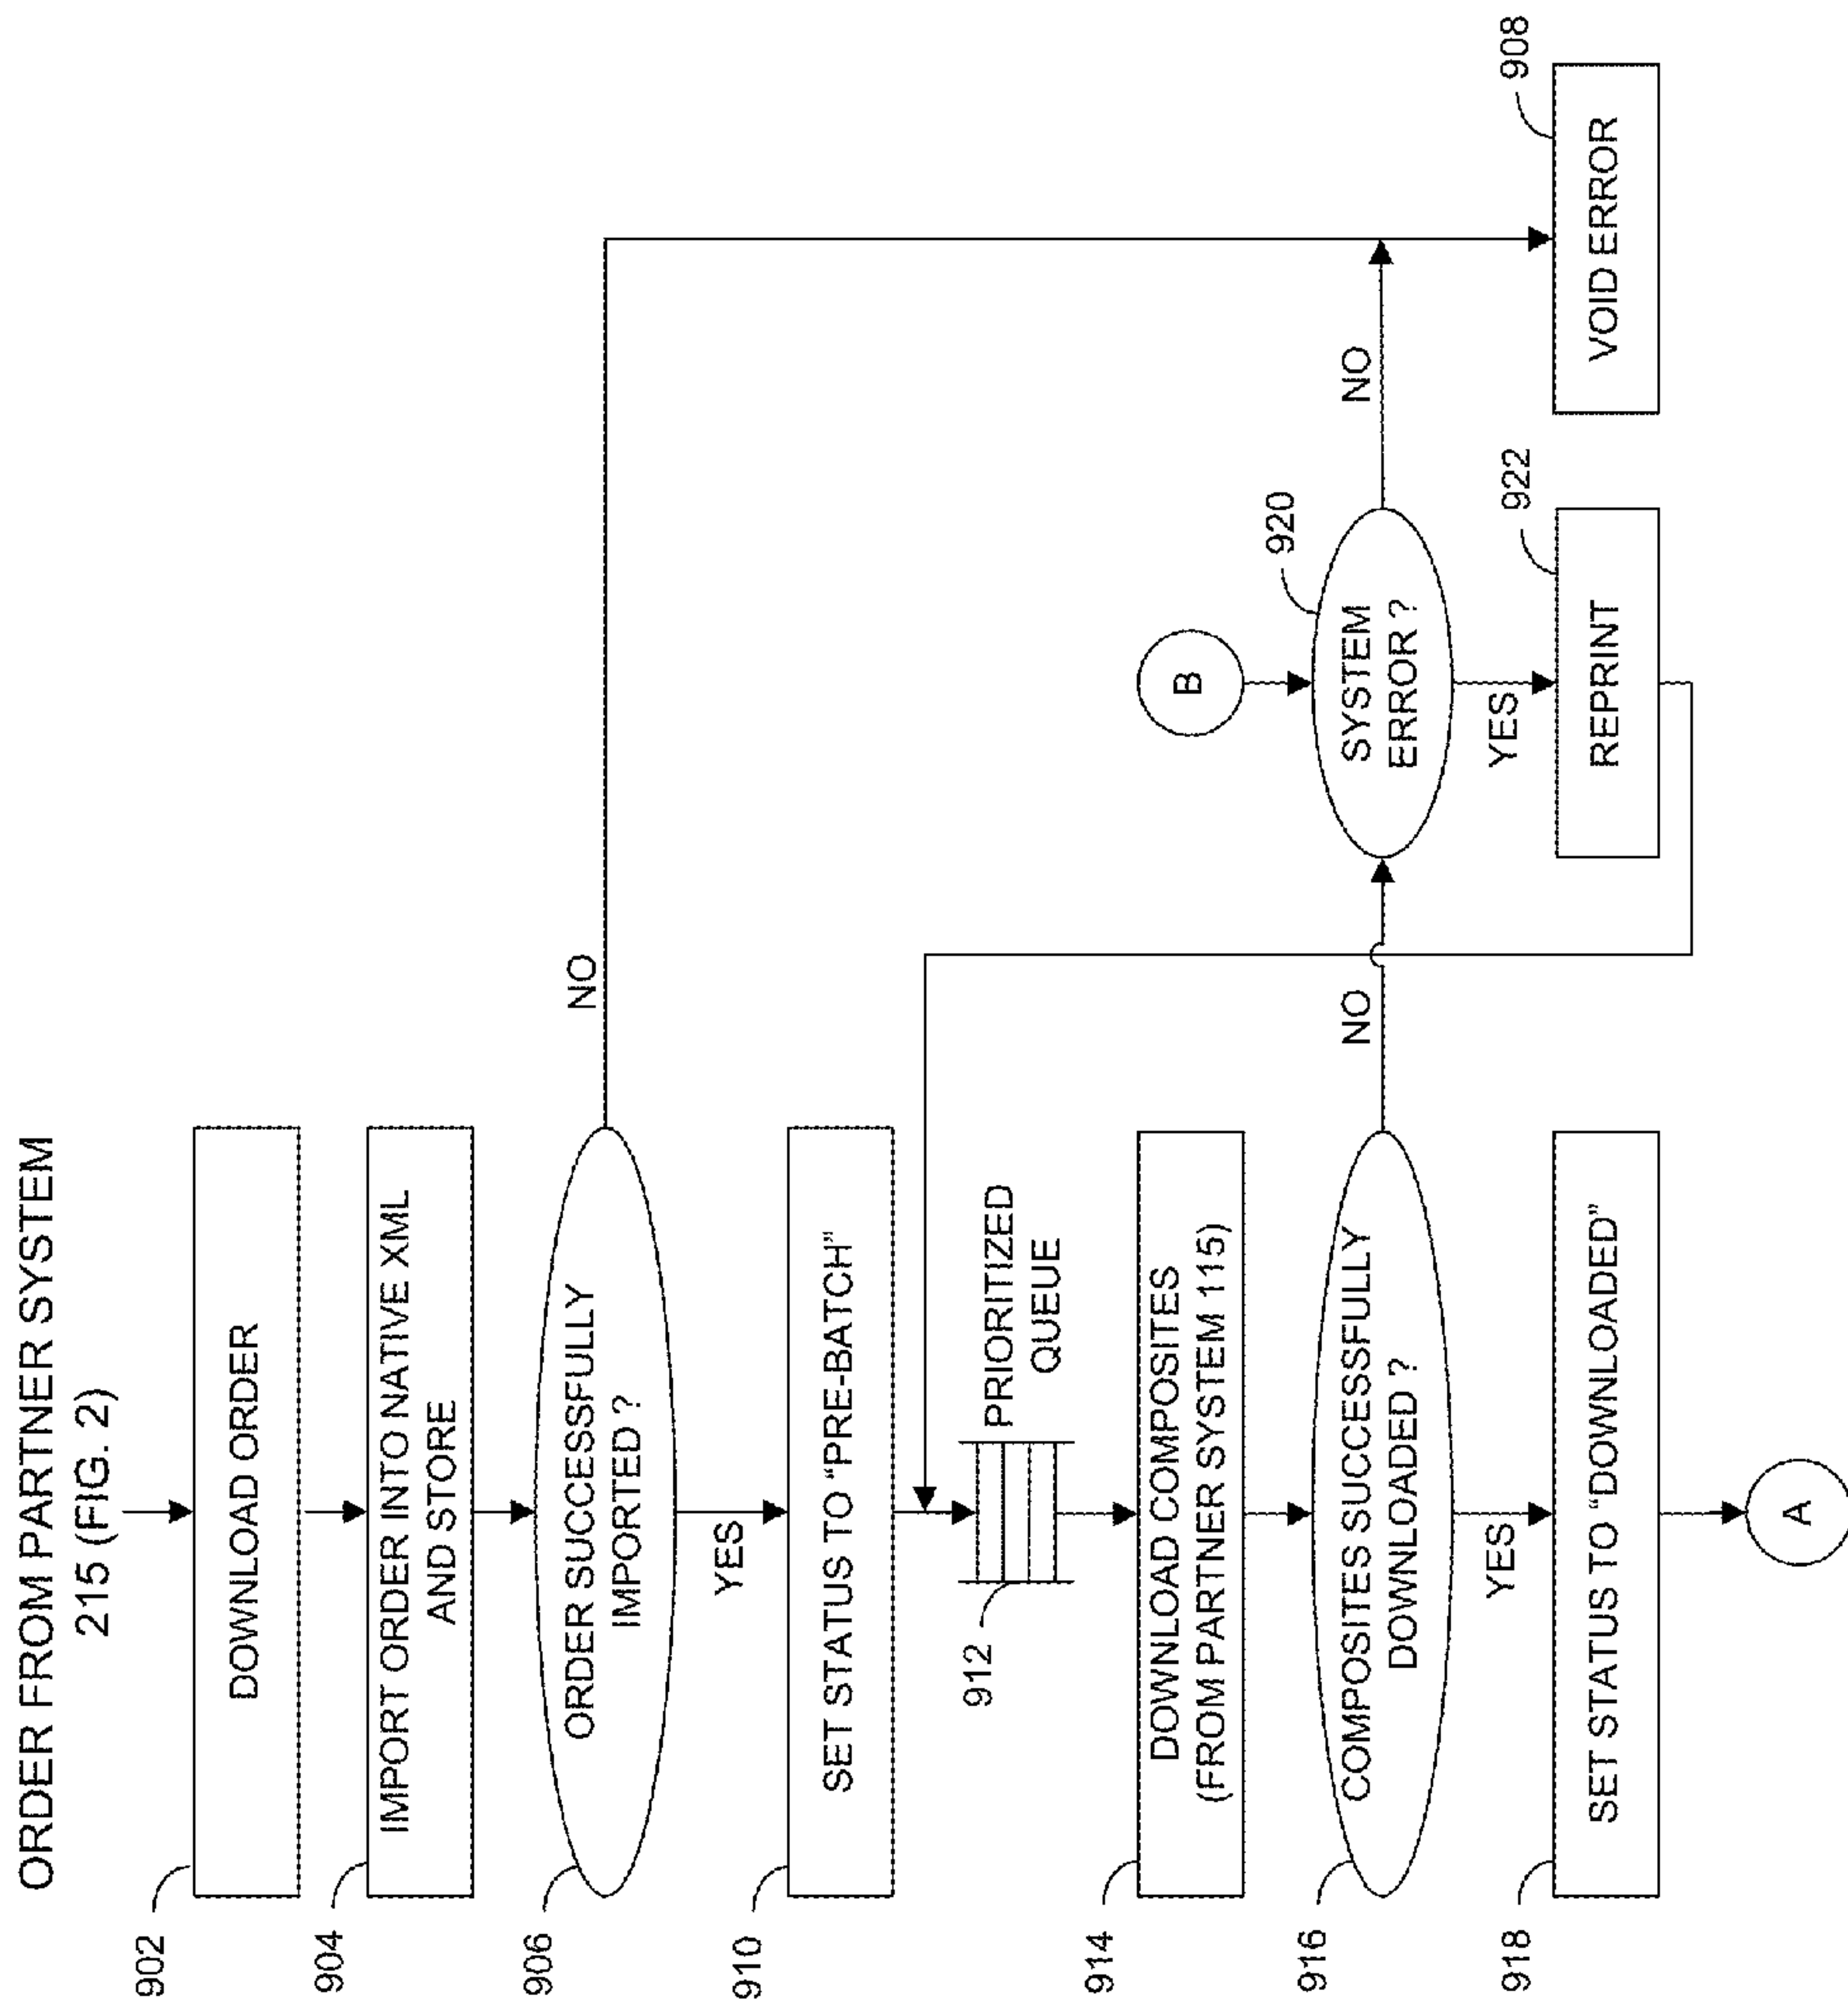 ORDER FROM PARTNER SYSTEM
215 (FIG. 2)
902
DOWNLOAD ORDER
904
IMPORT ORDER INTO NATIVE XML
AND STORE
906
ORDER SUCCESSFULLY
IMPORTED ?
NO
YES
910
SET STATUS TO "PRE-BATCH"
912
PRIORITIZED
QUEUE
914
DOWNLOAD COMPOSITES
(FROM PARTNER SYSTEM 115)
B
916
COMPOSITES SUCCESSFULLY
DOWNLOADED ?
NO
920
SYSTEM
ERROR ?
NO
YES
YES
918
SET STATUS TO "DOWNLOADED"
922
REPRINT
908
VOID ERROR
A